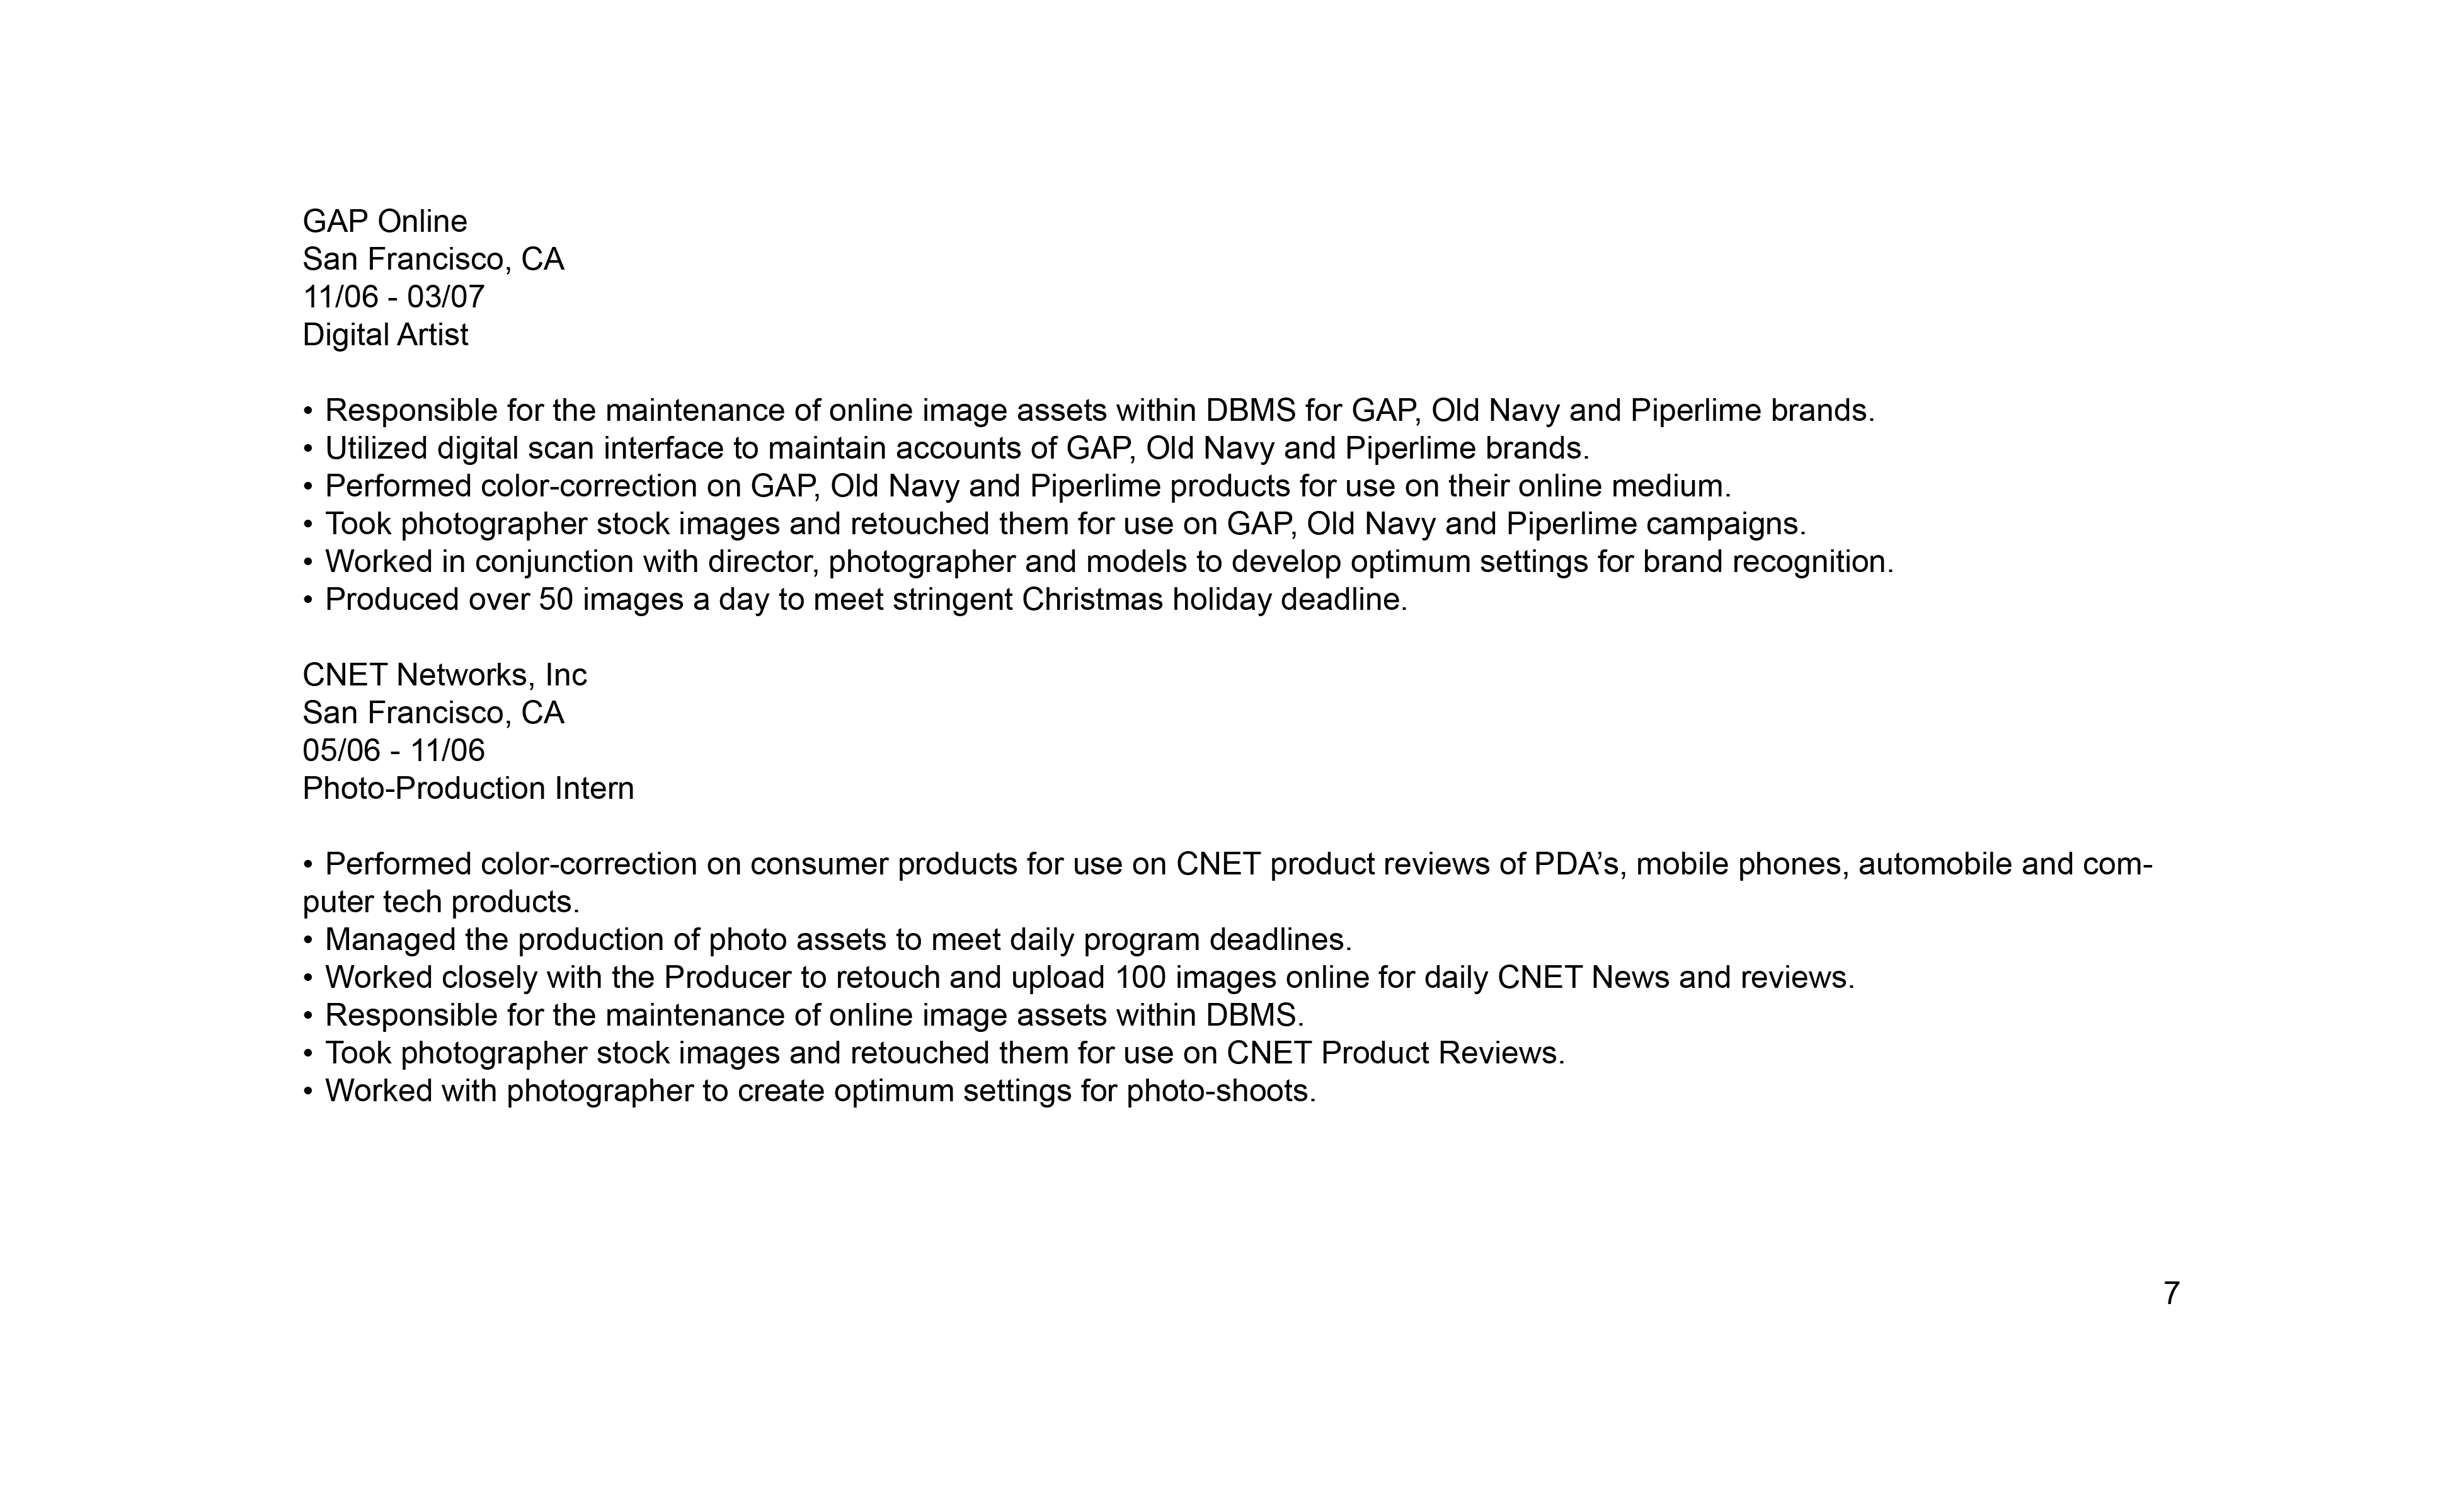 GAP Online
San Francisco, CA
11/06 - 03/07
Digital Artist
• Responsible for the maintenance of online image assets within DBMS for GAP, Old Navy and Piperlime brands.
• Utilized digital scan interface to maintain accounts of GAP, Old Navy and Piperlime brands.
• Performed color-correction on GAP, Old Navy and Piperlime products for use on their online medium.
• Took photographer stock images and retouched them for use on GAP, Old Navy and Piperlime campaigns.
• Worked in conjunction with director, photographer and models to develop optimum settings for brand recognition.
• Produced over 50 images a day to meet stringent Christmas holiday deadline.
CNET Networks, Inc
San Francisco, CA
05/06 - 11/06
Photo-Production Intern
• Performed color-correction on consumer products for use on CNET product reviews of PDA’s, mobile phones, automobile and com-
puter tech products.
• Managed the production of photo assets to meet daily program deadlines.
• Worked closely with the Producer to retouch and upload 100 images online for daily CNET News and reviews.
• Responsible for the maintenance of online image assets within DBMS.
• Took photographer stock images and retouched them for use on CNET Product Reviews.
• Worked with photographer to create optimum settings for photo-shoots.
7